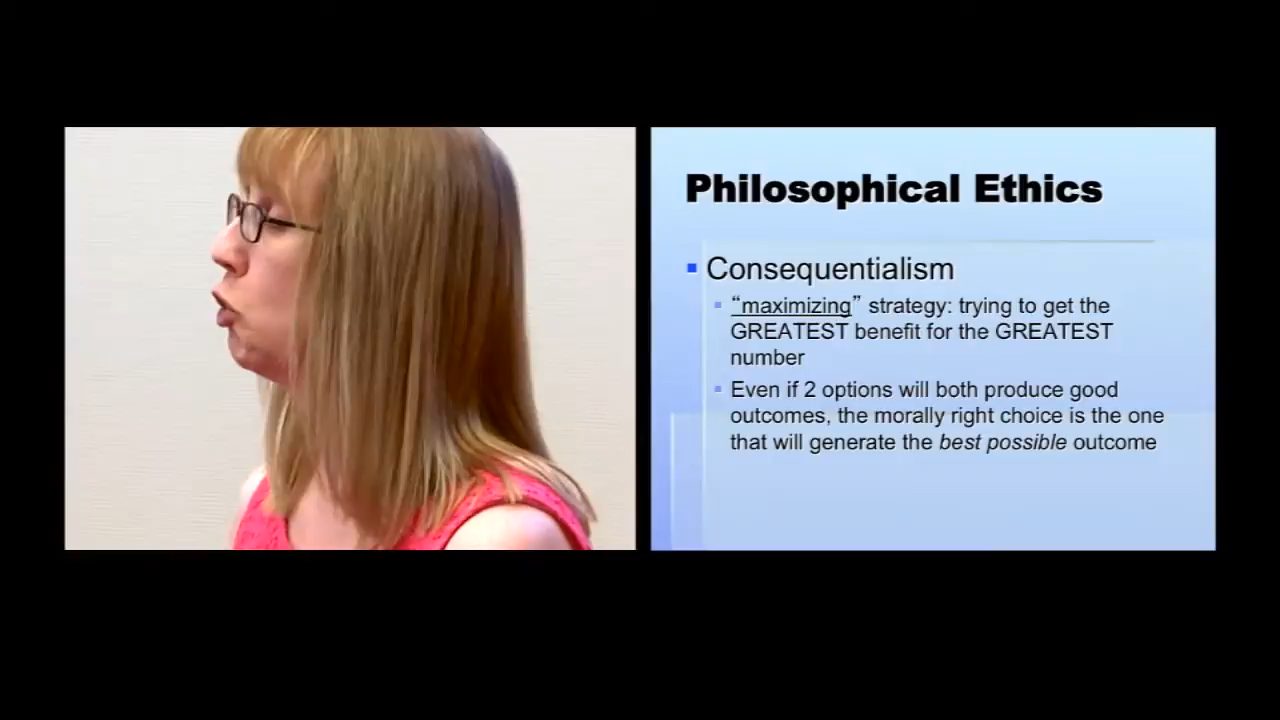 Philosophical Ethics
Consequentialism
“maximizing” strategy: trying to get the
GREATEST benefit for the GREATEST
number
Even if 2 options will both produce good
outcomes, the morally right choice is the one
that will generate the best possible outcome